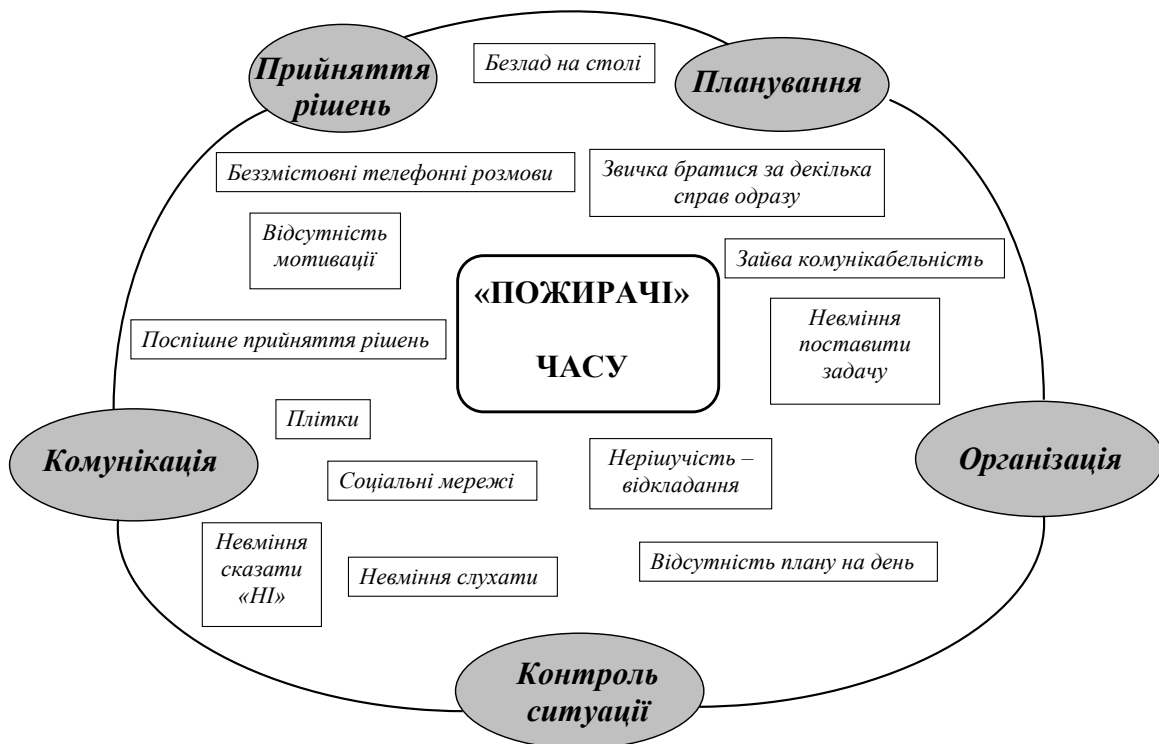 Прийняття
рішень
Безлад на столі
Планування
Беззмістовні телефонні розмови
Звичка братися за декілька
справ одразу
Відсутність
мотивації
Зайва комунікабельність
«ПОЖИРАЧІ»
ЧАСУ
Невміння
поставити
задачу
Поспішне прийняття рішень
Плітки
Комунікація
Соціальні мережі
Нерішучість –
відкладання
Організація
Невміння
сказати
«НІ»
Невміння слухати
Відсутність плану на день
Контроль
ситуації